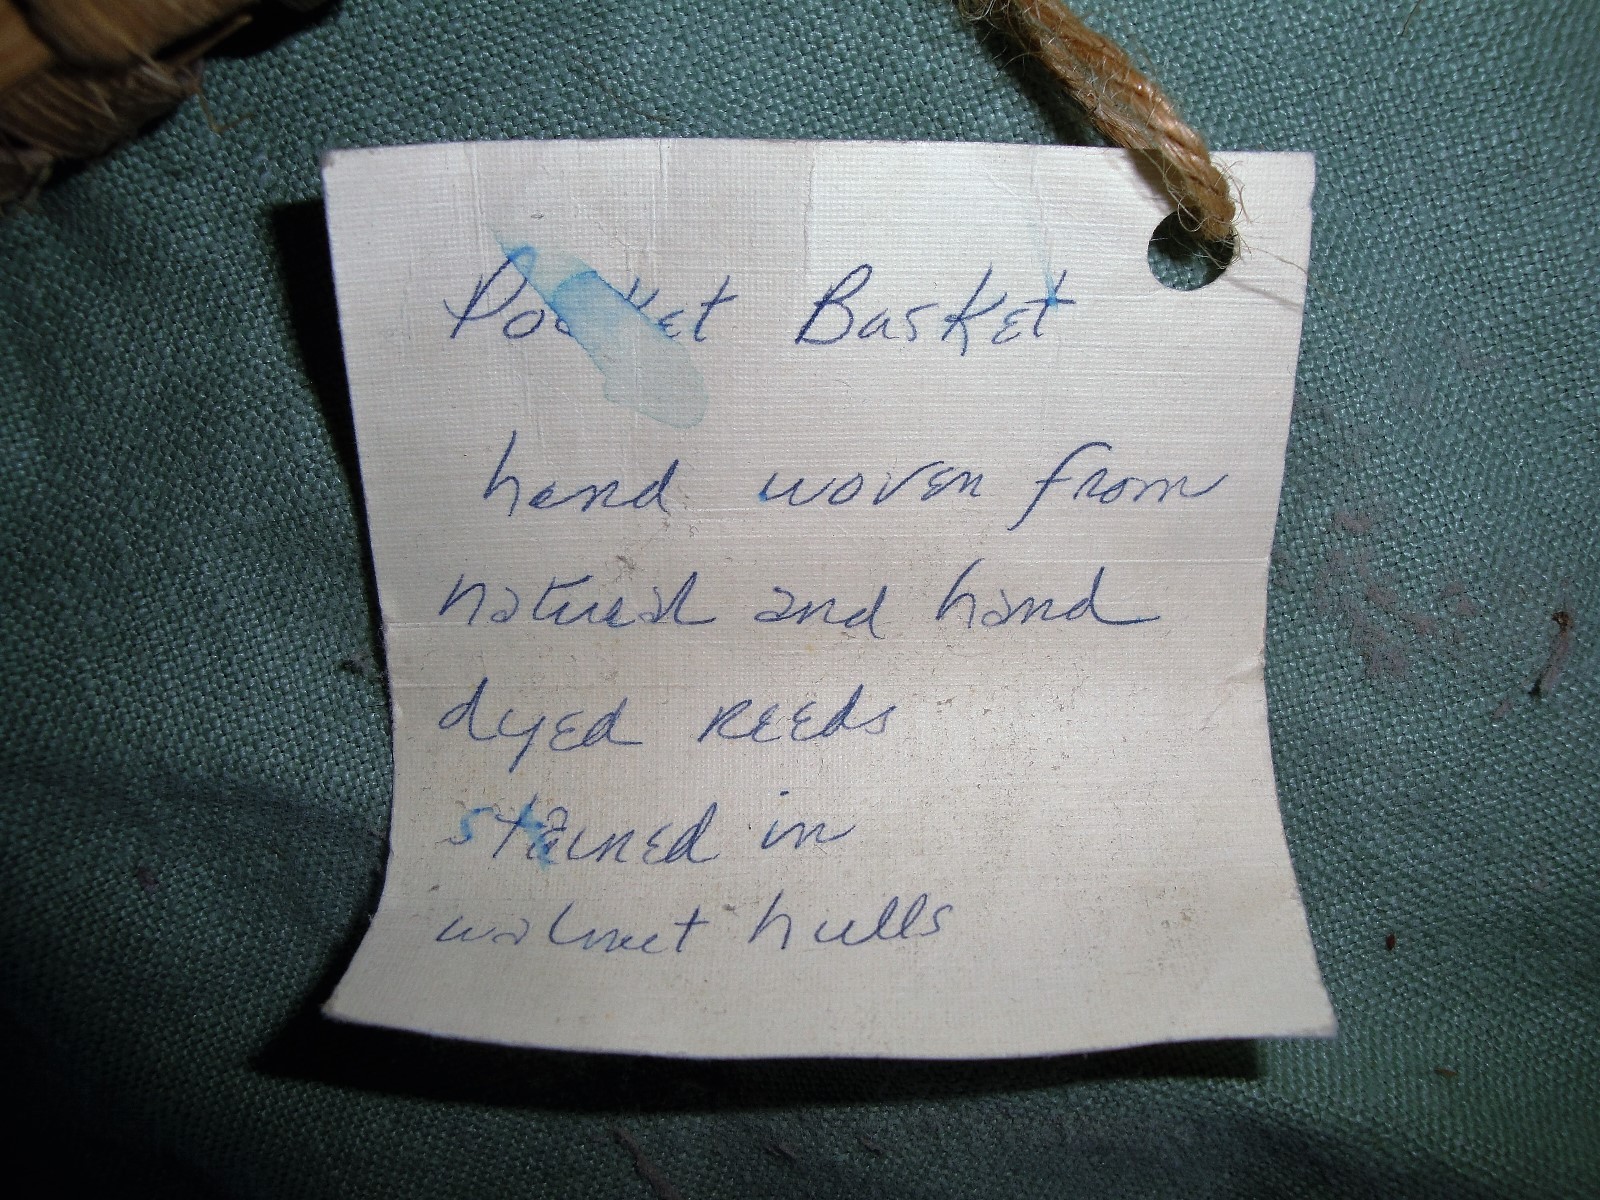 Pocket Basket
hand woven from
natural and hand
dyed reeds
stained in
walnut hulls